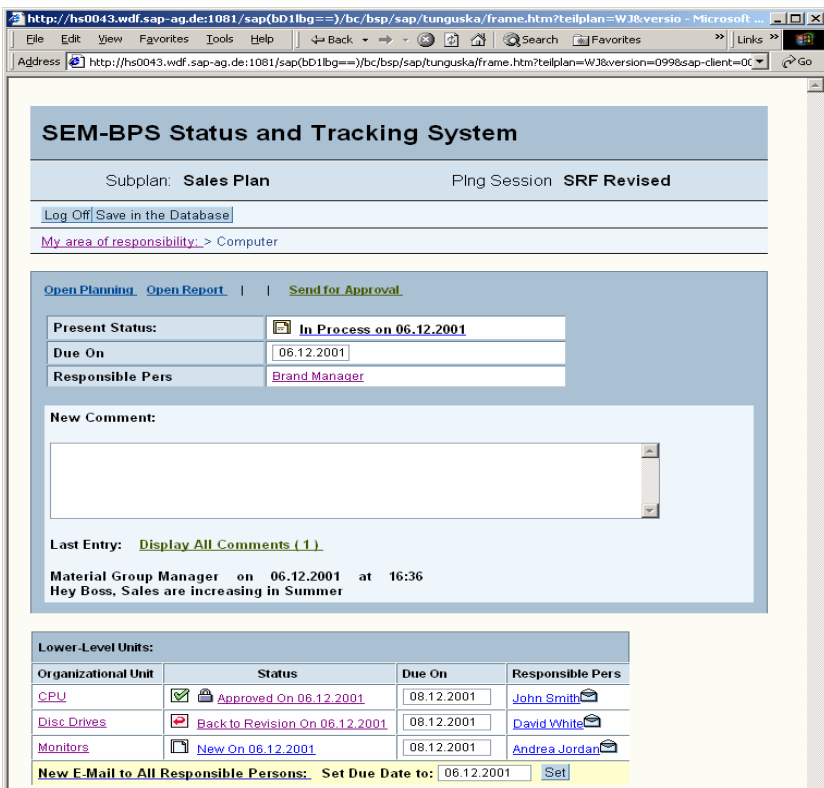 http://hs0043.wdf.sap-ag.de:1081/sap(bD1lbg==)/bc/bsp/sap/tunguska/frame.htm?teilplan=WJ&versio - Microsoft ...
File Edit View Favorites Tools Help Back Search Favorites » Links »
Address http://hs0043.wdf.sap-ag.de:1081/sap(bD1lbg==)/bc/bsp/sap/tunguska/frame.htm?teilplan=WJ&version=099&sap-client=00 Go
SEM-BPS Status and Tracking System
Subplan: Sales Plan Plng Session SRF Revised
Log Off Save in the Database
My area of responsibility: > Computer
Open Planning Open Report | | Send for Approval
Present Status: In Process on 06.12.2001
Due On 06.12.2001
Responsible Pers Brand Manager
New Comment:
Last Entry: Display All Comments ( 1 )
Material Group Manager on 06.12.2001 at 16:36
Hey Boss, Sales are increasing in Summer
Lower-Level Units:
Organizational Unit Status Due On Responsible Pers
CPU Approved On 06.12.2001 08.12.2001 John Smith
Disc Drives Back to Revision On 06.12.2001 08.12.2001 David White
Monitors New On 06.12.2001 08.12.2001 Andrea Jordan
New E-Mail to All Responsible Persons: Set Due Date to: 06.12.2001 Set